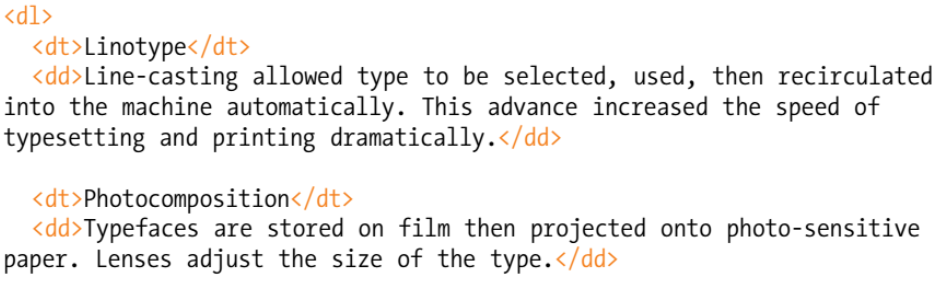 <dl>
<dt>Linotype</dt>
<dd>Line-casting allowed type to be selected, used, then recirculated
into the machine automatically. This advance increased the speed of
typesetting and printing dramatically.</dd>
<dt>Photocomposition</dt>
<dd>Typefaces are stored on film then projected onto photo-sensitive
paper. Lenses adjust the size of the type.</dd>